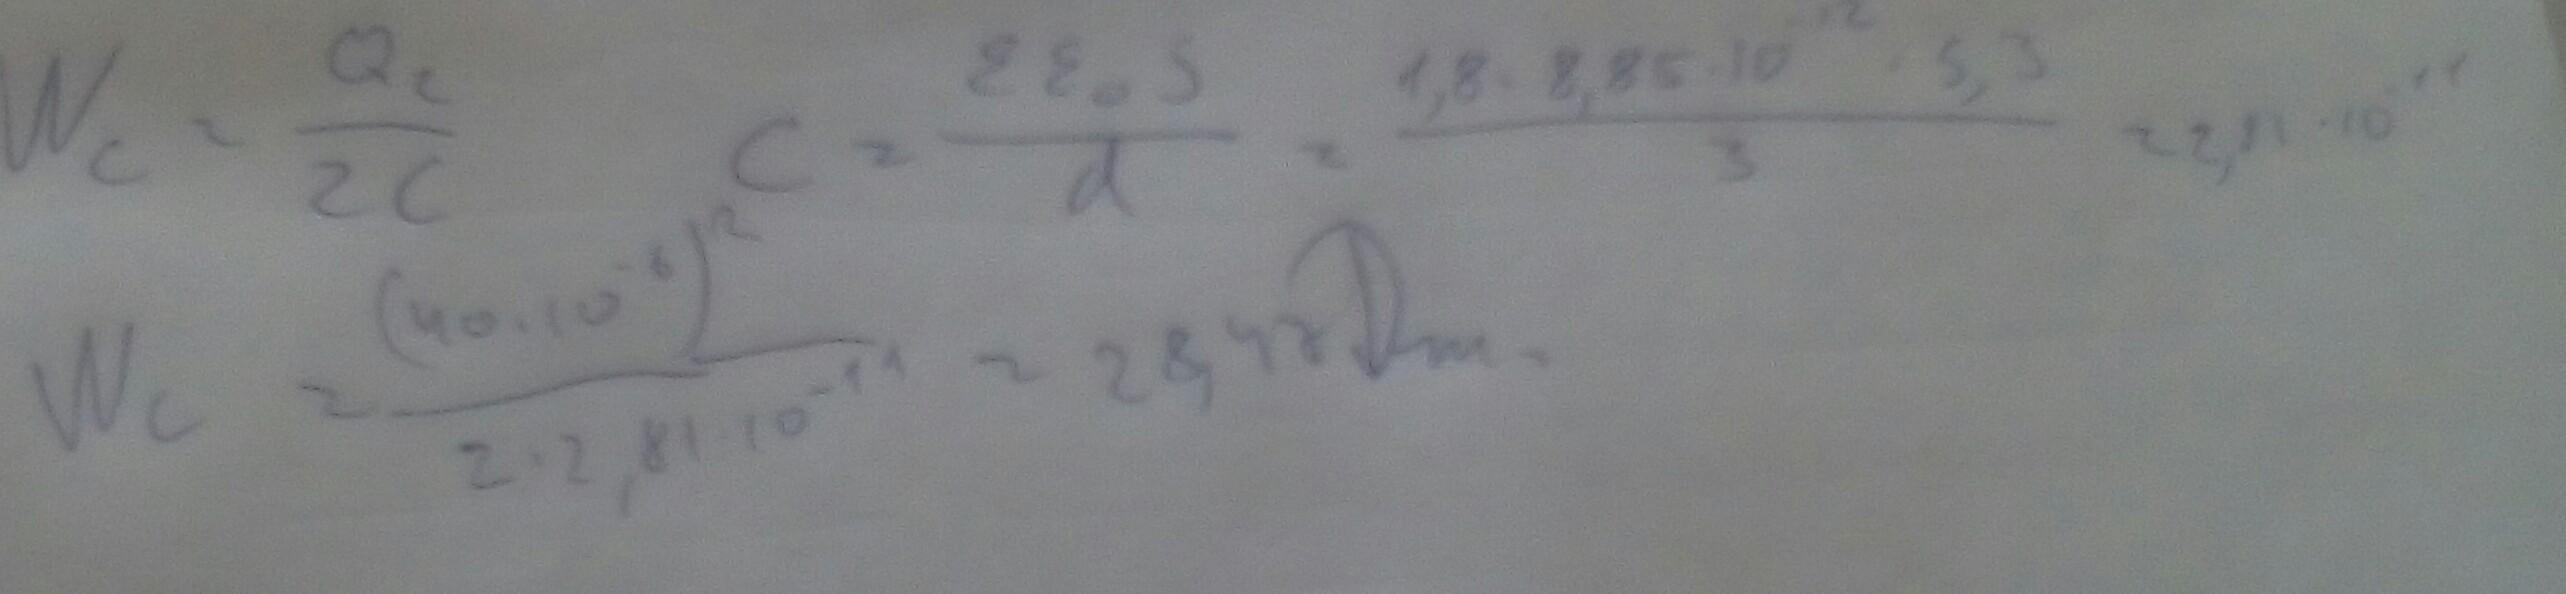 W_C = Q_2 / 2C    C = εε₀S / d = 1,8 · 8,85 · 10^-12 · 5,3 / 3 = 2,81 · 10^-11
W_C = (40 · 10^-6)^2 / 2 · 2,81 · 10^-11 = 28,47 Дж.